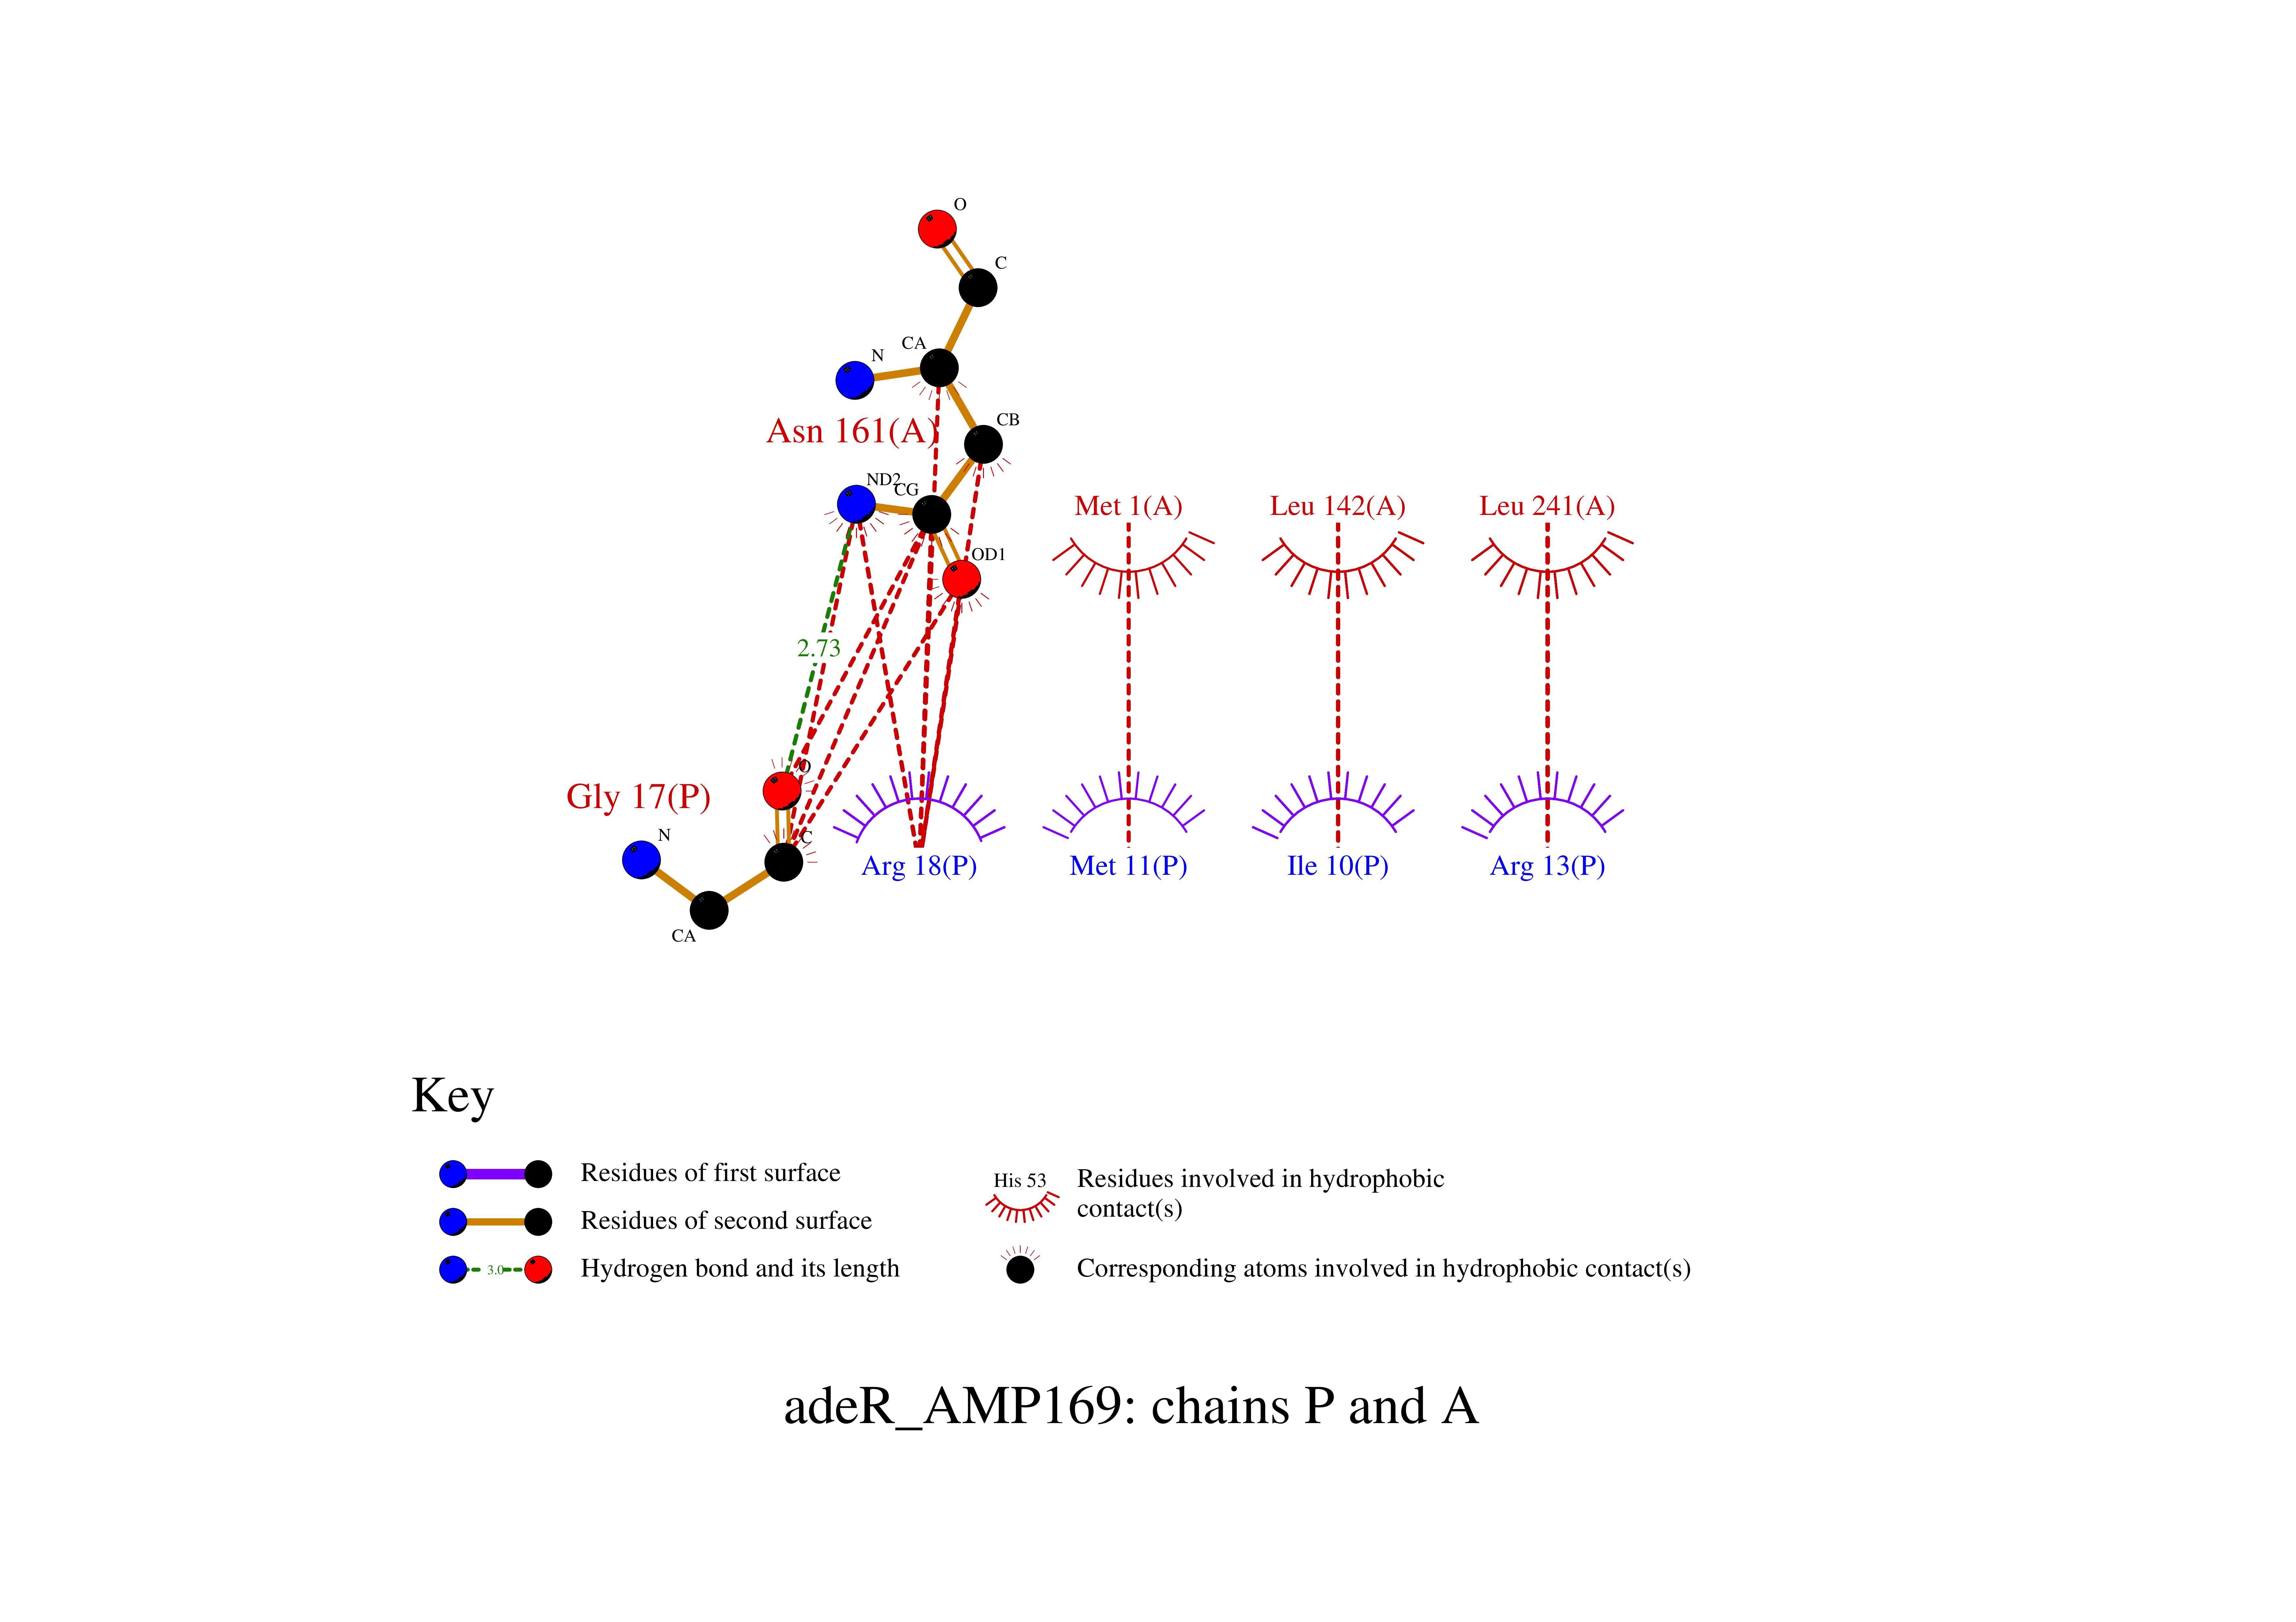 O
C
CA
N
CB
Asn 161(A)
ND2
CG
Met 1(A)
Leu 142(A)
Leu 241(A)
OD1
2.73
O
Gly 17(P)
N
C
Arg 18(P)
Met 11(P)
Ile 10(P)
Arg 13(P)
CA
Key
Residues of first surface
His 53
Residues involved in hydrophobic
contact(s)
Residues of second surface
3.0
Hydrogen bond and its length
Corresponding atoms involved in hydrophobic contact(s)
adeR_AMP169: chains P and A